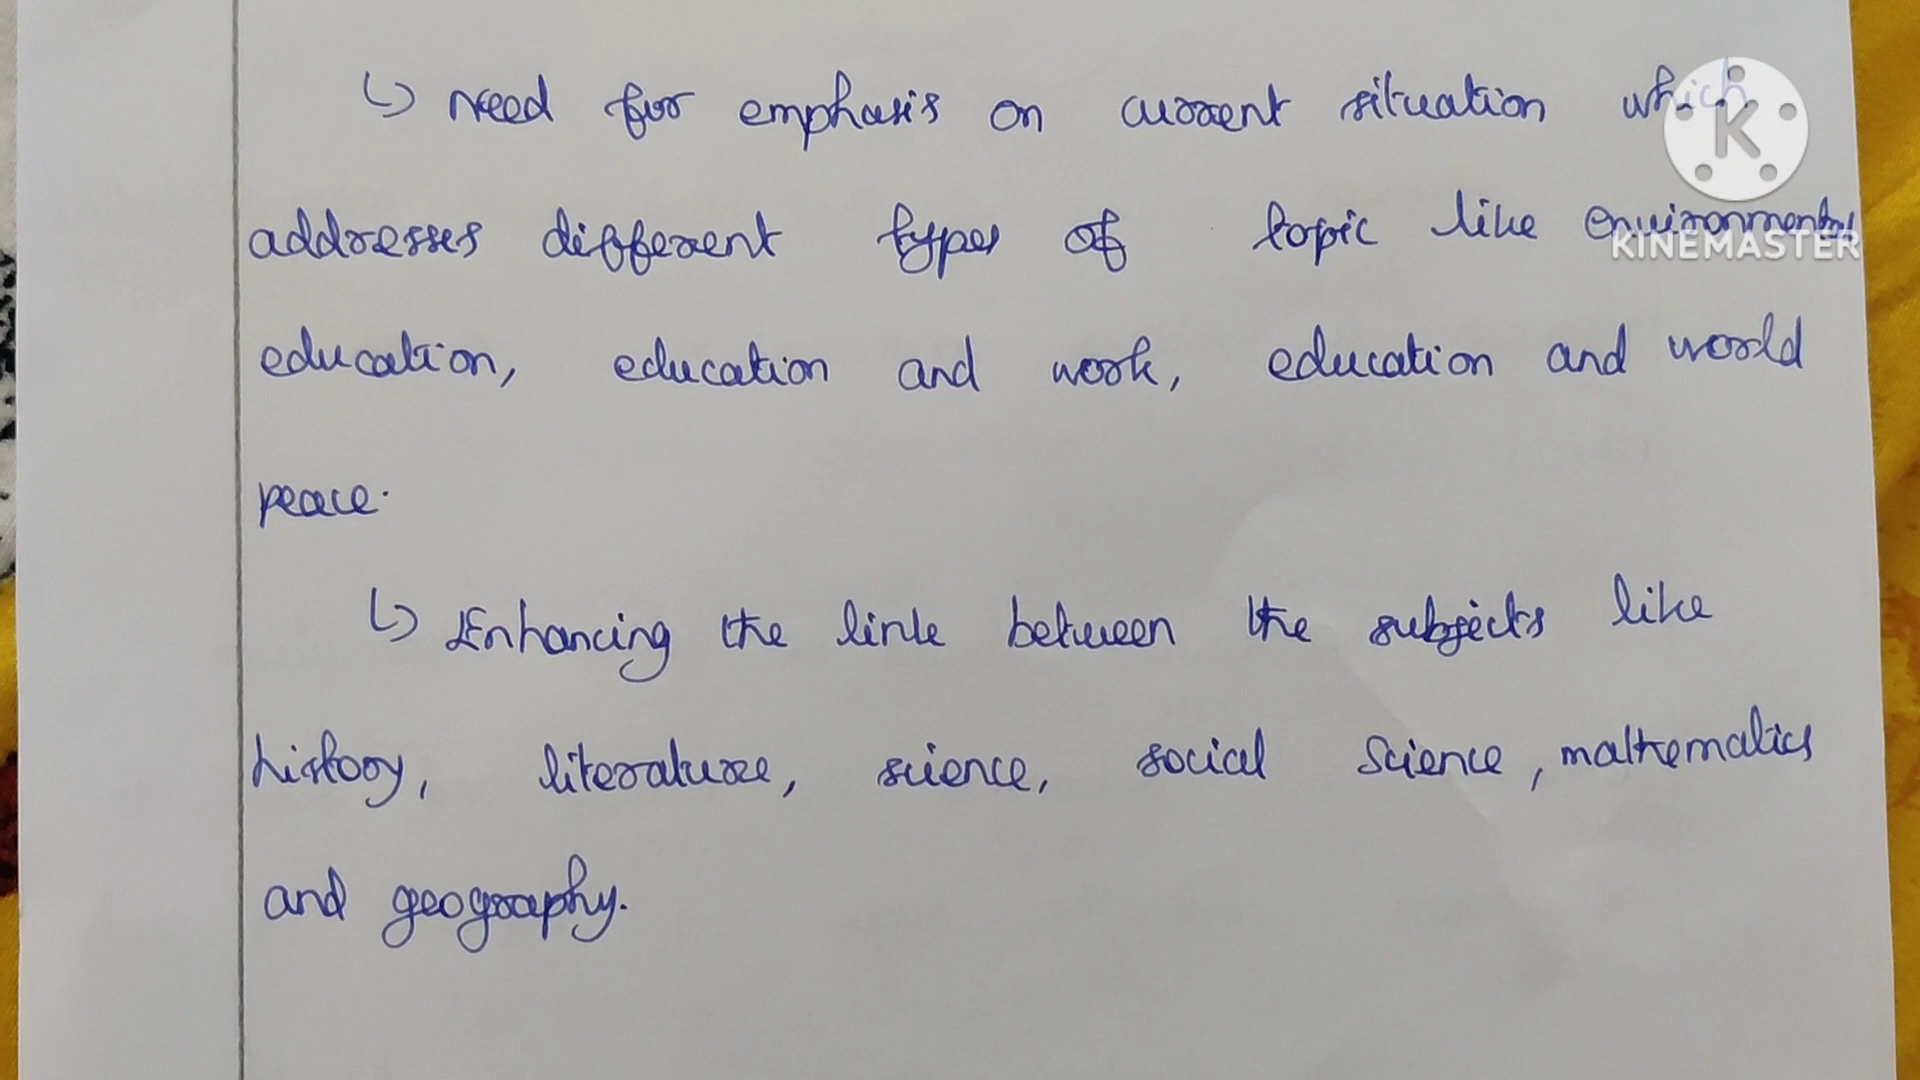 ↳ Need for emphasis on current situation which
addresses different types of topic like environmental
KINEMASTER
education, education and work, education and world
peace.
↳ Enhancing the link between the subjects like
history, literature, science, social science, mathematics
and geography.